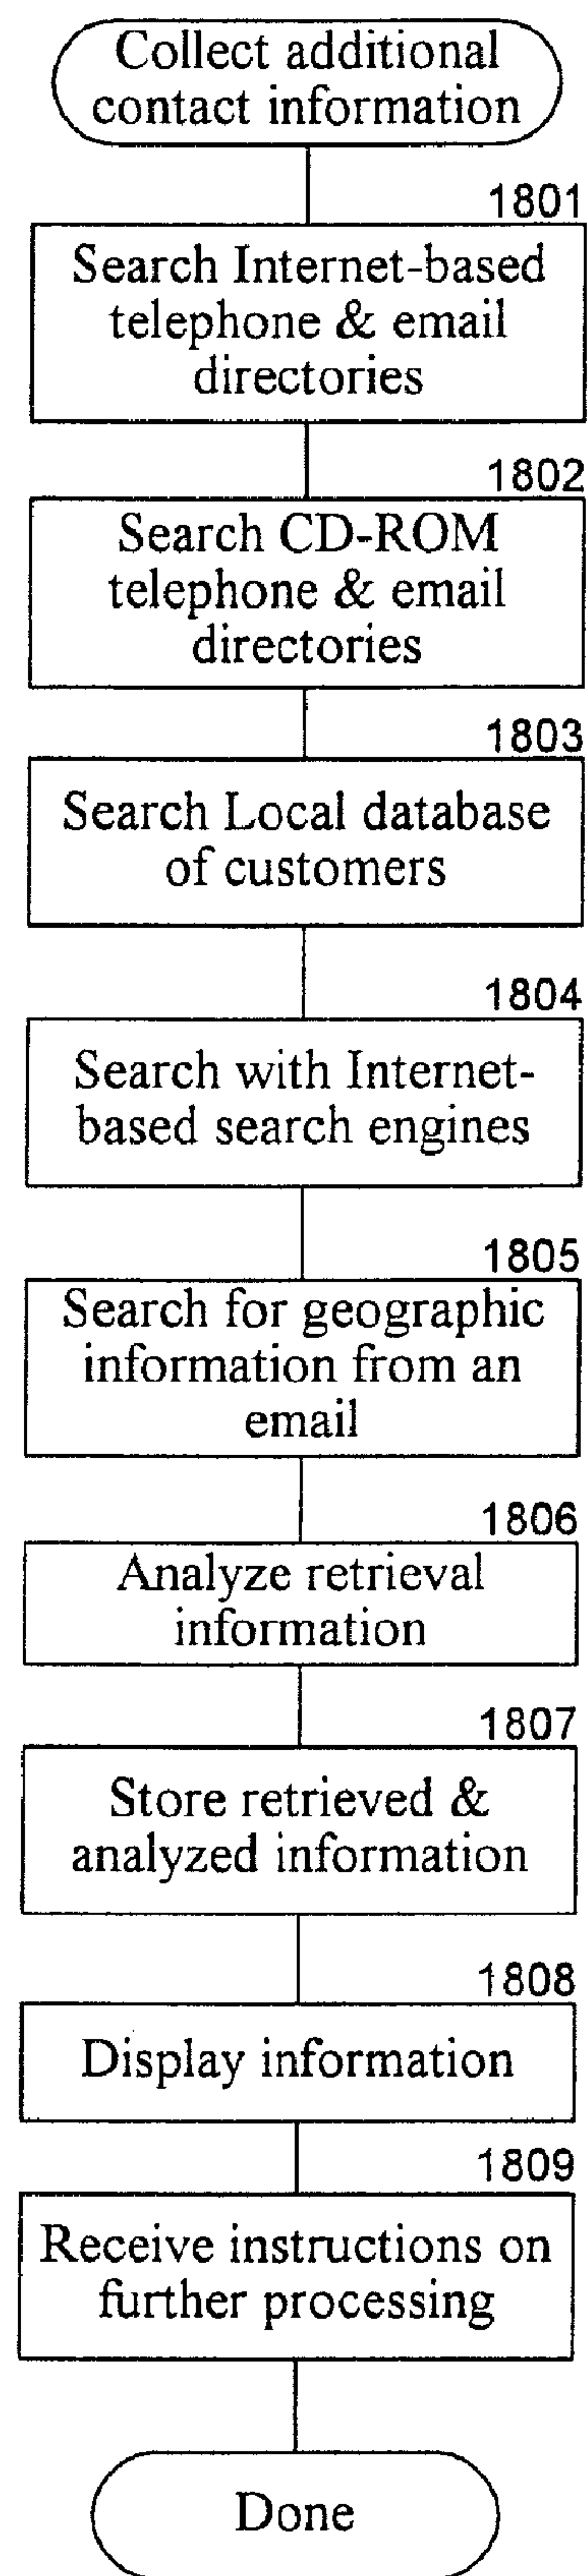 Collect additional
contact information
1801
Search Internet-based
telephone & email
directories
1802
Search CD-ROM
telephone & email
directories
1803
Search Local database
of customers
1804
Search with Internet-
based search engines
1805
Search for geographic
information from an
email
1806
Analyze retrieval
information
1807
Store retrieved &
analyzed information
1808
Display information
1809
Receive instructions on
further processing
Done